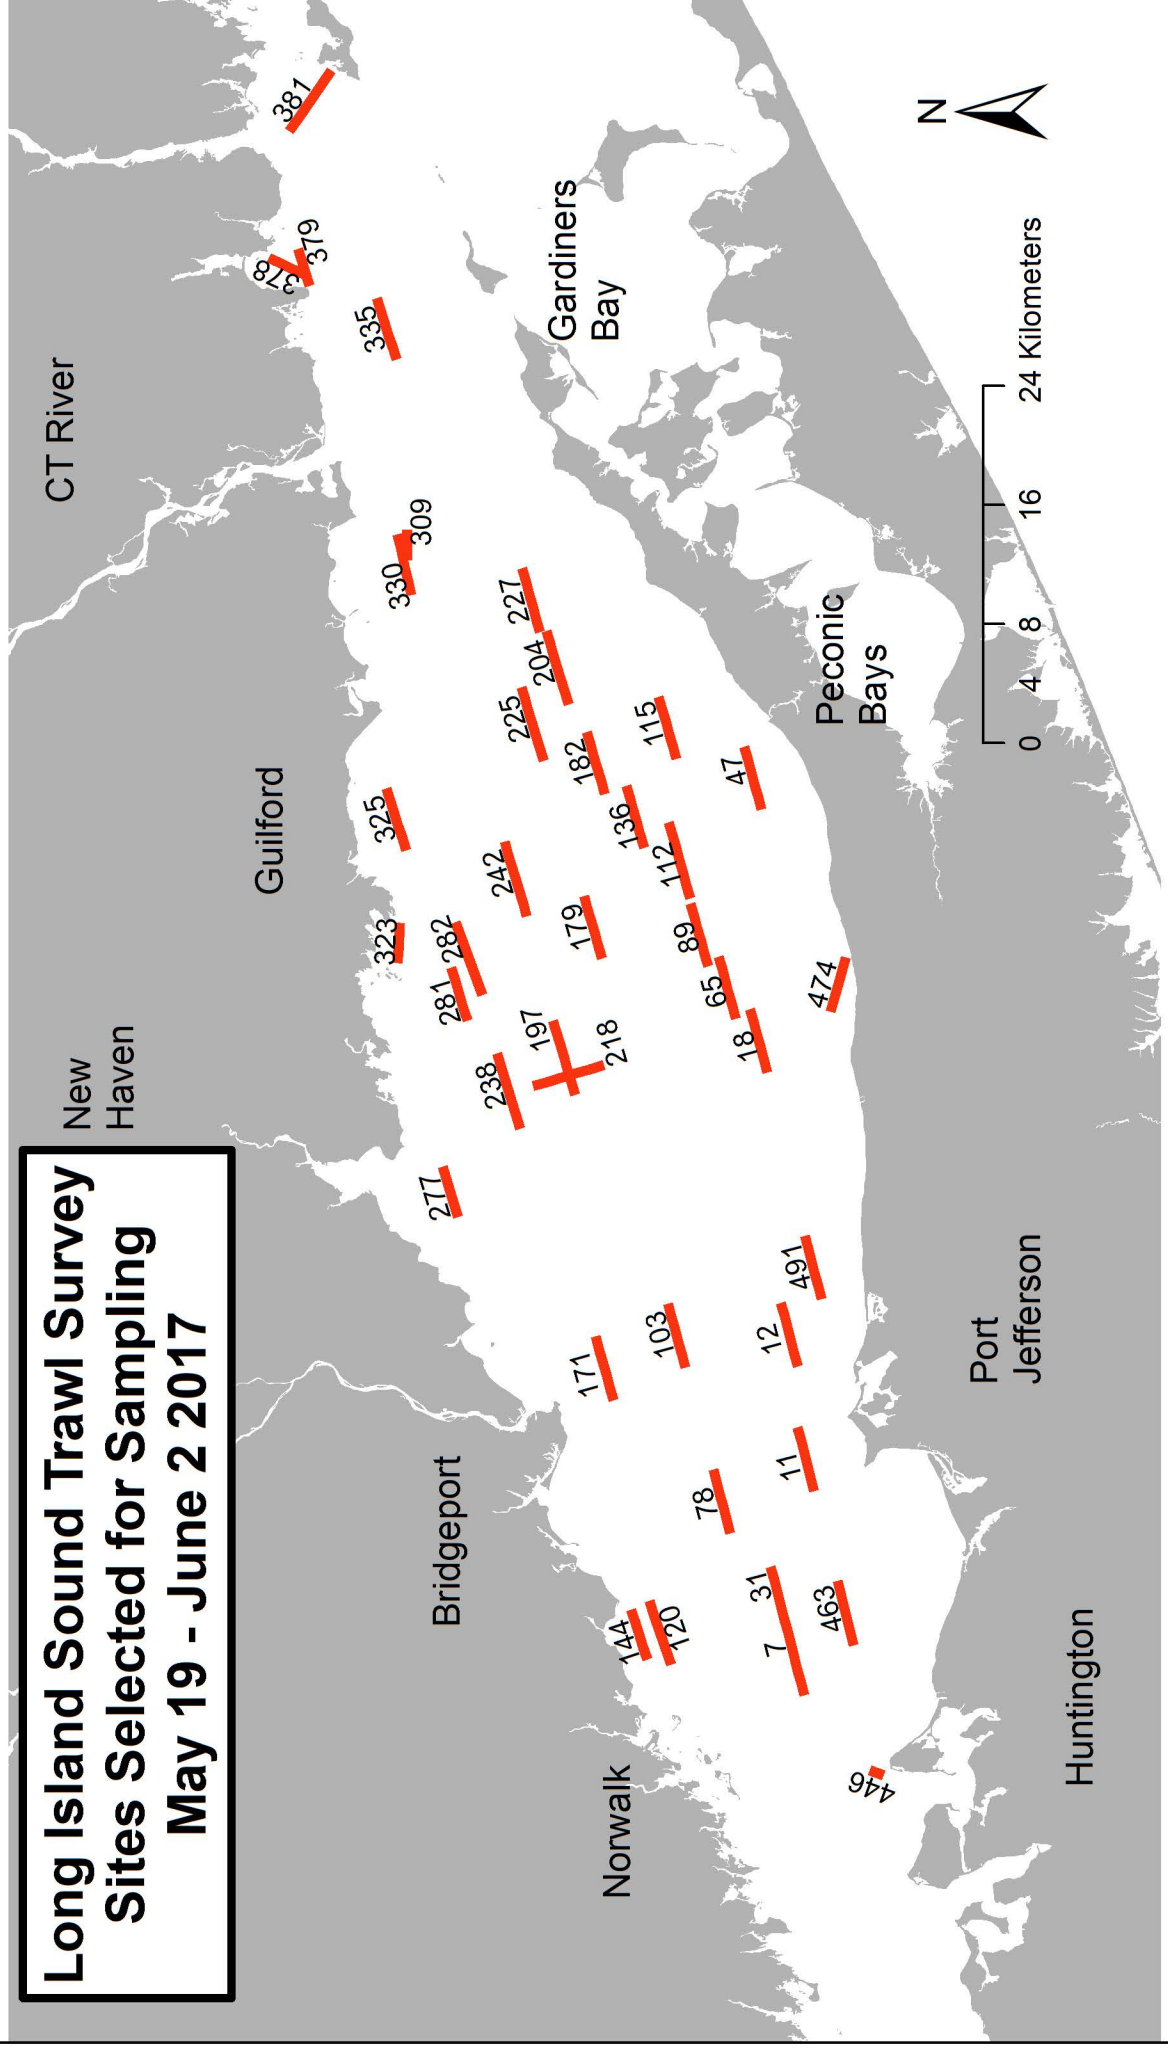 Long Island Sound Trawl Survey
Sites Selected for Sampling
May 19 - June 2 2017
New
Haven
CT River
Guilford
Bridgeport
Norwalk
Huntington
Port
Jefferson
Peconic
Bays
Gardiners
Bay
N
0 4 8 16 24 Kilometers
381
379
378
335
309
330
227
204
225
182
115
47
136
112
325
242
179
89
65
18
474
323
282
281
197
218
238
277
491
12
103
171
11
78
31
7
463
144
120
446